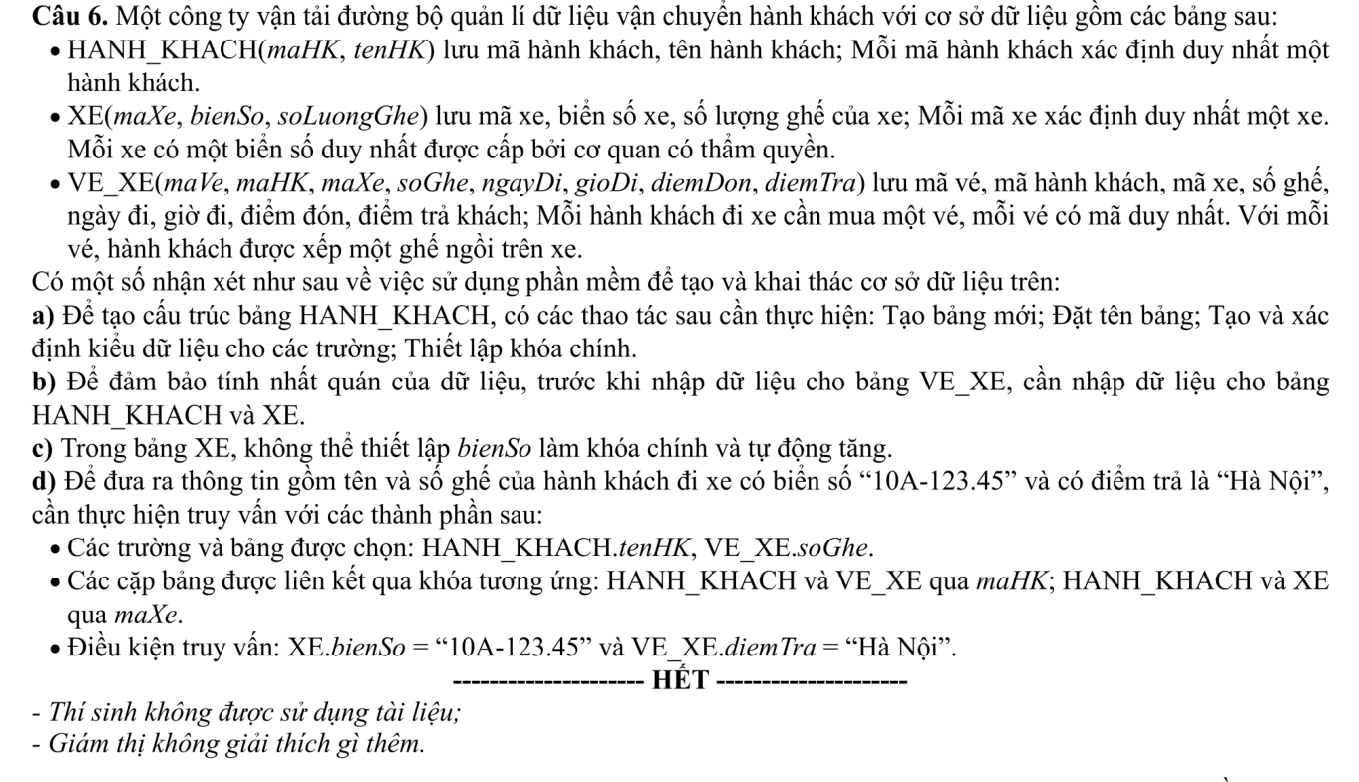 Câu 6. Một công ty vận tải đường bộ quản lí dữ liệu vận chuyển hành khách với cơ sở dữ liệu gồm các bảng sau:
• HANH_KHACH(maHK, tenHK) lưu mã hành khách, tên hành khách; Mỗi mã hành khách xác định duy nhất một
hành khách.
• XE(maXe, bienSo, soLuongGhe) lưu mã xe, biển số xe, số lượng ghế của xe; Mỗi mã xe xác định duy nhất một xe.
Mỗi xe có một biển số duy nhất được cấp bởi cơ quan có thẩm quyền.
• VE_XE(maVe, maHK, maXe, soGhe, ngayDi, gioDi, diemDon, diemTra) lưu mã vé, mã hành khách, mã xe, số ghế,
ngày đi, giờ đi, điểm đón, điểm trả khách; Mỗi hành khách đi xe cần mua một vé, mỗi vé có mã duy nhất. Với mỗi
vé, hành khách được xếp một ghế ngồi trên xe.
Có một số nhận xét như sau về việc sử dụng phần mềm để tạo và khai thác cơ sở dữ liệu trên:
a) Để tạo cấu trúc bảng HANH_KHACH, có các thao tác sau cần thực hiện: Tạo bảng mới; Đặt tên bảng; Tạo và xác
định kiểu dữ liệu cho các trường; Thiết lập khóa chính.
b) Để đảm bảo tính nhất quán của dữ liệu, trước khi nhập dữ liệu cho bảng VE_XE, cần nhập dữ liệu cho bảng
HANH_KHACH và XE.
c) Trong bảng XE, không thể thiết lập bienSo làm khóa chính và tự động tăng.
d) Để đưa ra thông tin gồm tên và số ghế của hành khách đi xe có biển số “10A-123.45” và có điểm trả là “Hà Nội”,
cần thực hiện truy vấn với các thành phần sau:
• Các trường và bảng được chọn: HANH_KHACH.tenHK, VE_XE.soGhe.
• Các cặp bảng được liên kết qua khóa tương ứng: HANH_KHACH và VE_XE qua maHK; HANH_KHACH và XE
qua maXe.
• Điều kiện truy vấn: XE.bienSo = “10A-123.45” và VE_XE.diemTra = “Hà Nội”.
--------------------- HẾT ---------------------
- Thí sinh không được sử dụng tài liệu;
- Giám thị không giải thích gì thêm.